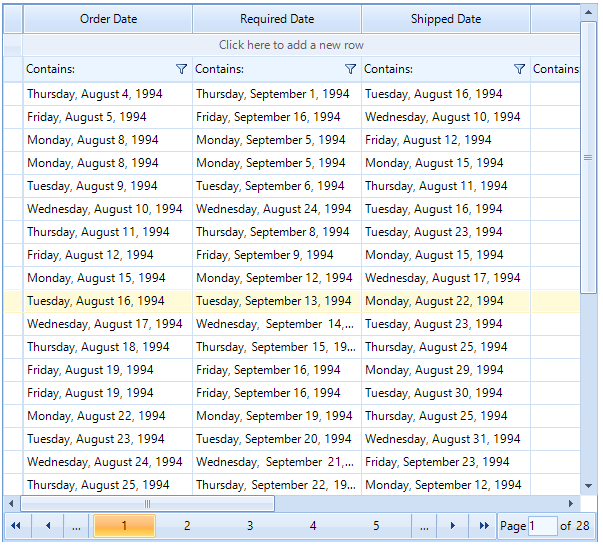 Order Date Required Date Shipped Date
Click here to add a new row
Contains: Contains: Contains: Contains:
Thursday, August 4, 1994 Thursday, September 1, 1994 Tuesday, August 16, 1994
Friday, August 5, 1994 Friday, September 16, 1994 Wednesday, August 10, 1994
Monday, August 8, 1994 Monday, September 5, 1994 Friday, August 12, 1994
Monday, August 8, 1994 Monday, September 5, 1994 Monday, August 15, 1994
Tuesday, August 9, 1994 Tuesday, September 6, 1994 Thursday, August 11, 1994
Wednesday, August 10, 1994 Wednesday, August 24, 1994 Tuesday, August 16, 1994
Thursday, August 11, 1994 Thursday, September 8, 1994 Tuesday, August 23, 1994
Friday, August 12, 1994 Friday, September 9, 1994 Monday, August 15, 1994
Monday, August 15, 1994 Monday, September 12, 1994 Wednesday, August 17, 1994
Tuesday, August 16, 1994 Tuesday, September 13, 1994 Monday, August 22, 1994
Wednesday, August 17, 1994 Wednesday, September 14,... Tuesday, August 23, 1994
Thursday, August 18, 1994 Thursday, September 15, 19... Thursday, August 25, 1994
Friday, August 19, 1994 Friday, September 16, 1994 Monday, August 29, 1994
Friday, August 19, 1994 Friday, September 16, 1994 Tuesday, August 30, 1994
Monday, August 22, 1994 Monday, September 19, 1994 Thursday, August 25, 1994
Tuesday, August 23, 1994 Tuesday, September 20, 1994 Wednesday, August 31, 1994
Wednesday, August 24, 1994 Wednesday, September 21,... Friday, September 23, 1994
Thursday, August 25, 1994 Thursday, September 22, 19... Monday, September 12, 1994
... 1 2 3 4 5 ... Page 1 of 28